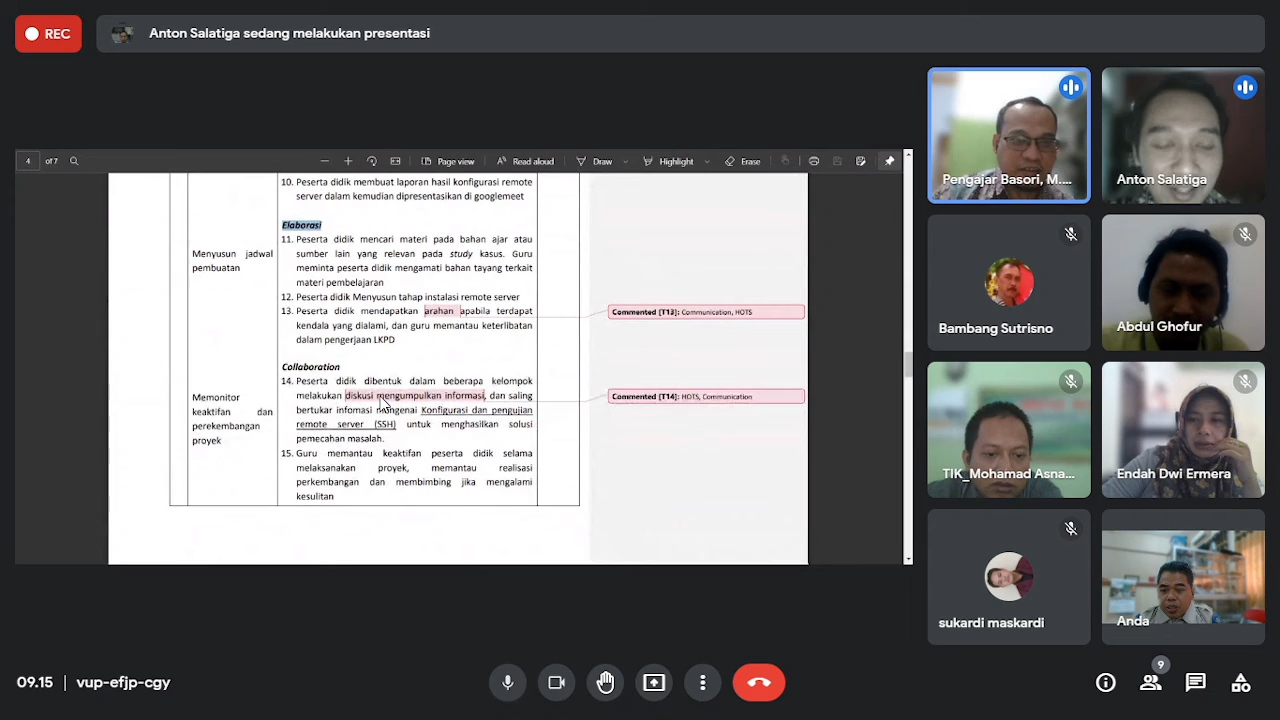 REC
Anton Salatiga sedang melakukan presentasi
4 of 7
Page view
Read aloud
Draw
Highlight
Erase
10. Peserta didik membuat laporan hasil konfigurasi remote
server dalam kemudian dipresentasikan di googlemeet
Elaborasi
Menyusun jadwal
pembuatan
11. Peserta didik mencari materi pada bahan ajar atau
sumber lain yang relevan pada study kasus. Guru
meminta peserta didik mengamati bahan tayang terkait
materi pembelajaran
12. Peserta didik Menyusun tahap instalasi remote server
13. Peserta didik mendapatkan arahan apabila terdapat
kendala yang dialami, dan guru memantau keterlibatan
dalam pengerjaan LKPD
Commented [T13]: Communication, HOTS
Collaboration
Memonitor
keaktifan dan
perekembangan
proyek
14. Peserta didik dibentuk dalam beberapa kelompok
melakukan diskusi mengumpulkan informasi, dan saling
bertukar infomasi mengenai Konfigurasi dan pengujian
remote server (SSH) untuk menghasilkan solusi
pemecahan masalah.
15. Guru memantau keaktifan peserta didik selama
melaksanakan proyek, memantau realisasi
perkembangan dan membimbing jika mengalami
kesulitan
Commented [T14]: HOTS, Communication
Pengajar Basori, M....
Anton Salatiga
Bambang Sutrisno
Abdul Ghofur
TIK_Mohamad Asna...
Endah Dwi Ermera
sukardi maskardi
Anda
09.15 | vup-efjp-cgy
9